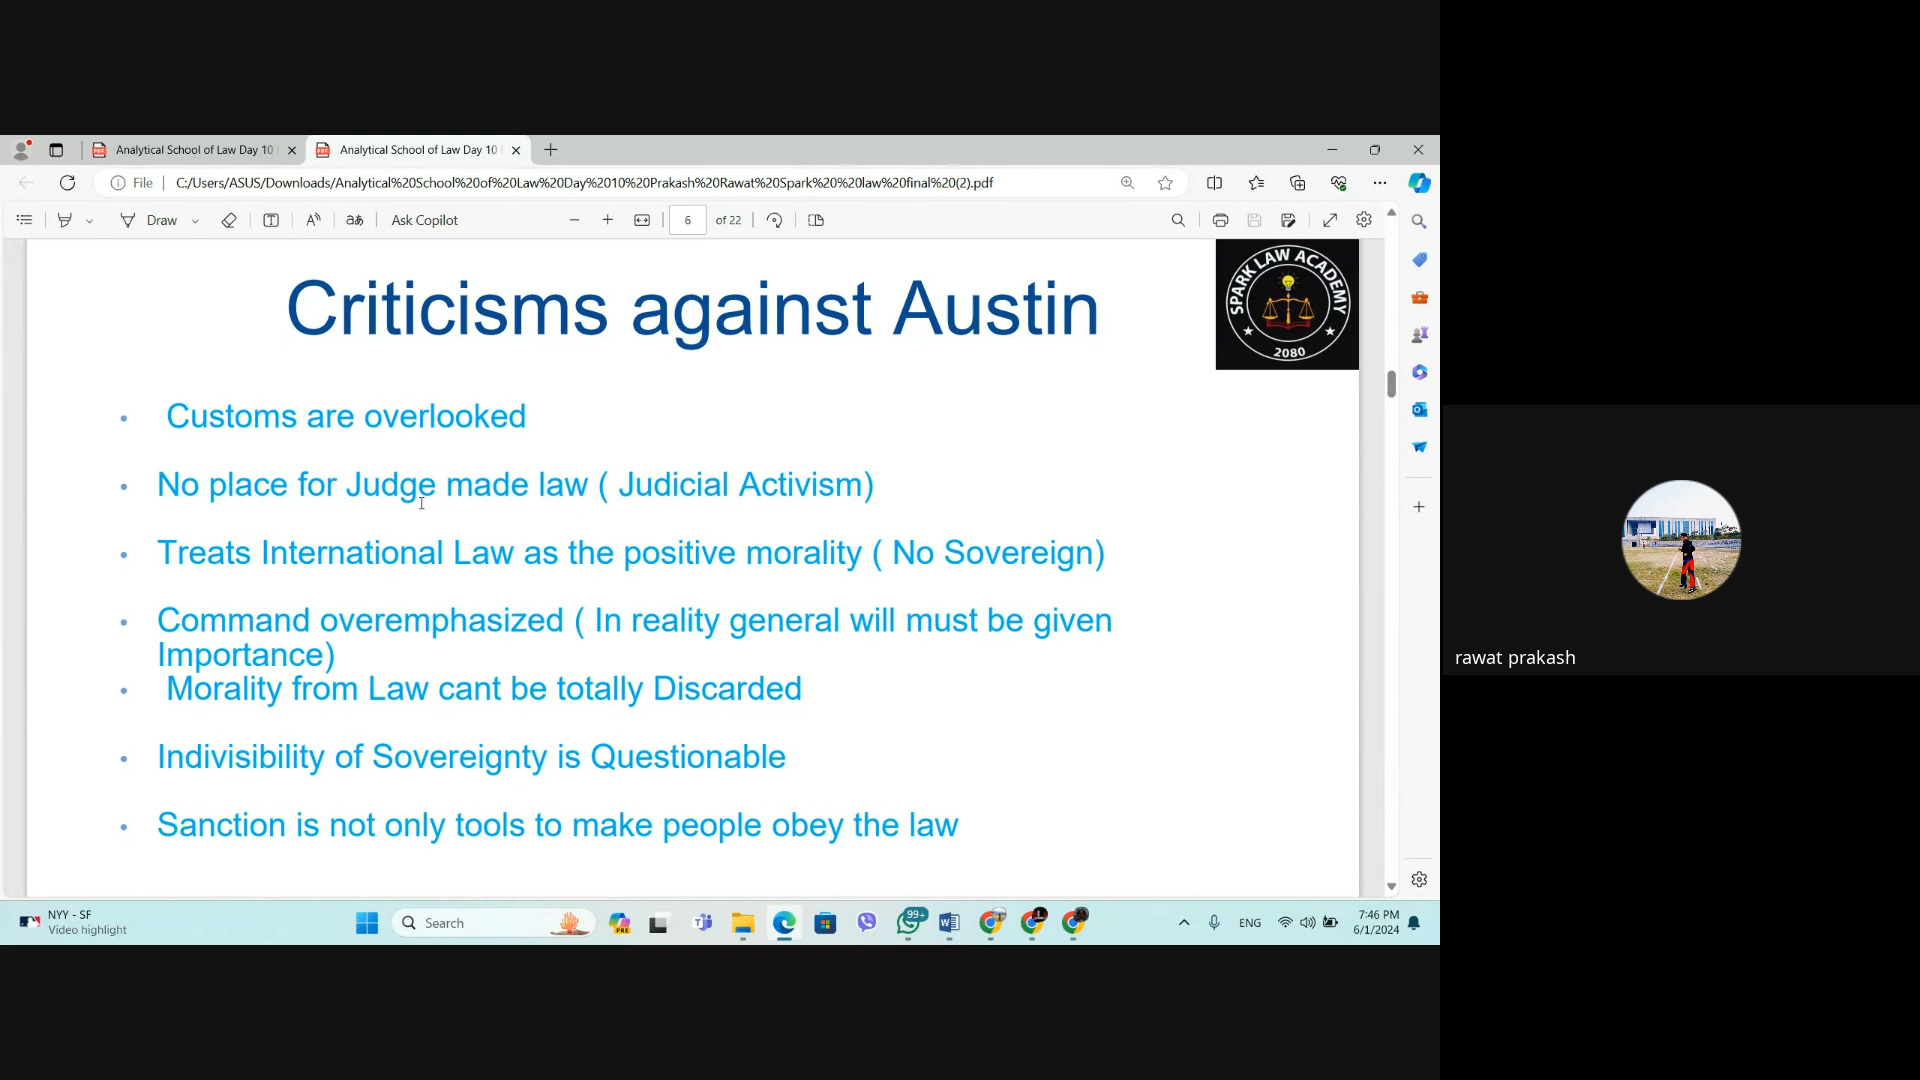 Analytical School of Law Day 10
Analytical School of Law Day 10
File
C:/Users/ASUS/Downloads/Analytical%20School%20of%20Law%20Day%2010%20Prakash%20Rawat%20Spark%20%20law%20final%20(2).pdf
Draw
aあ
Ask Copilot
6
of 22
Criticisms against Austin
SPARK LAW ACADEMY
2080
• Customs are overlooked
• No place for Judge made law ( Judicial Activism)
• Treats International Law as the positive morality ( No Sovereign)
• Command overemphasized ( In reality general will must be given
Importance)
• Morality from Law cant be totally Discarded
• Indivisibility of Sovereignty is Questionable
• Sanction is not only tools to make people obey the law
rawat prakash
NYY - SF
Video highlight
Search
PRE
99+
ENG
7:46 PM
6/1/2024